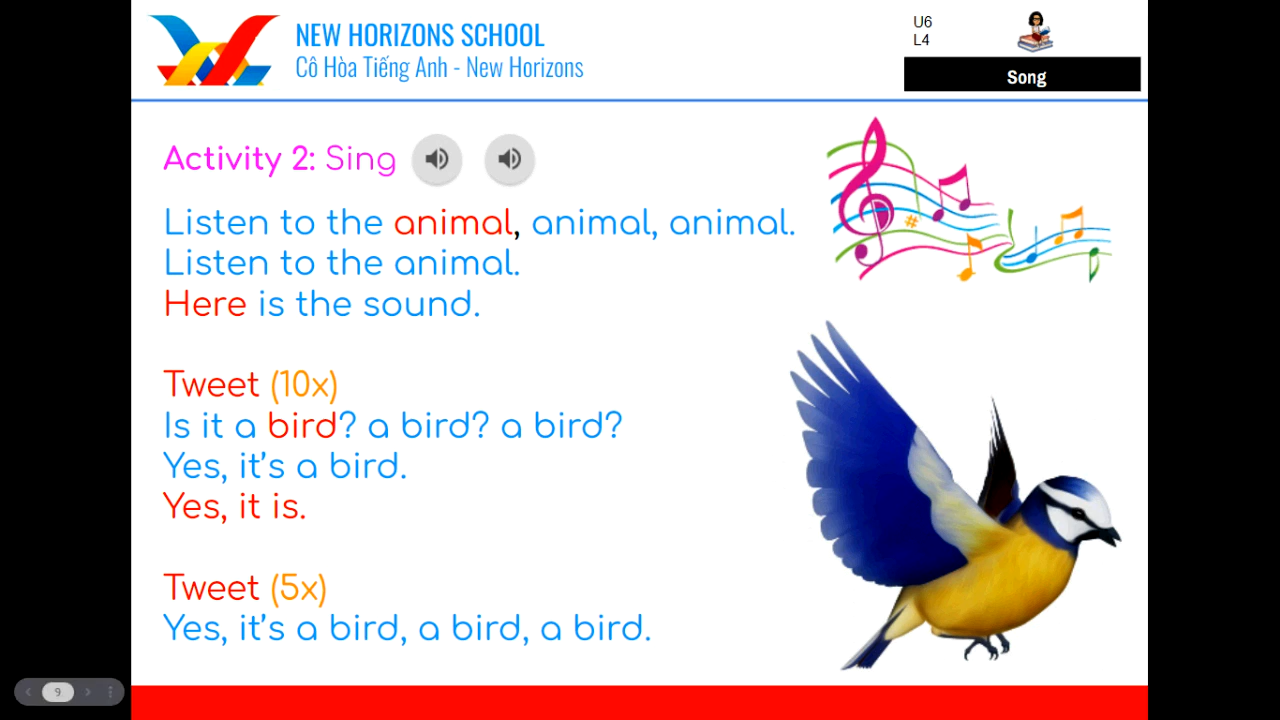 NEW HORIZONS SCHOOL
Cô Hòa Tiếng Anh - New Horizons
U6
L4
Song
Activity 2: Sing
Listen to the animal, animal, animal.
Listen to the animal.
Here is the sound.
Tweet (10x)
Is it a bird? a bird? a bird?
Yes, it's a bird.
Yes, it is.
Tweet (5x)
Yes, it's a bird, a bird, a bird.
9